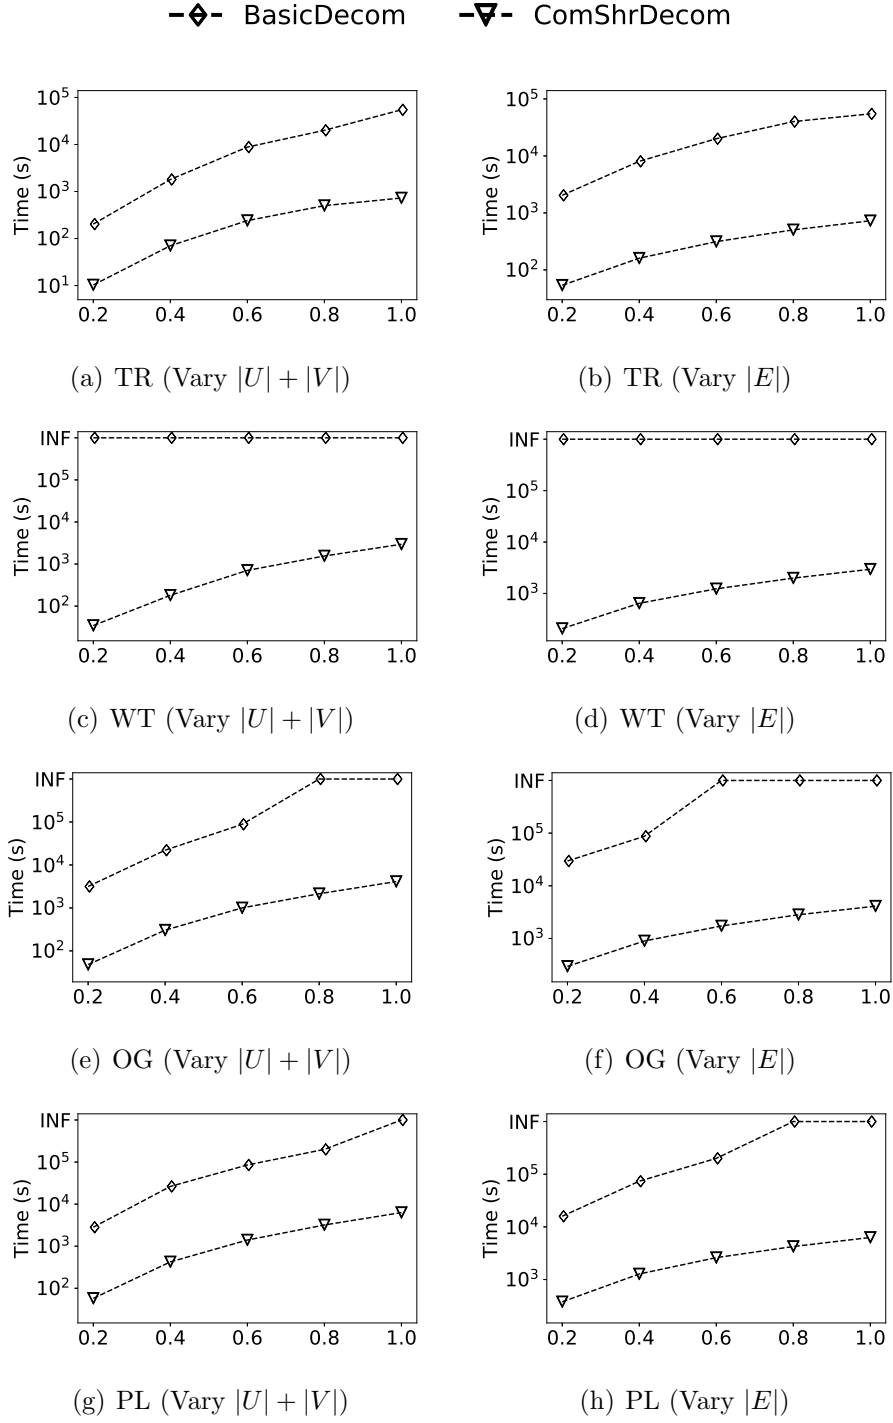 BasicDecom ComShrDecom
10^5
10^4
10^3
10^2
10^1
Time (s)
0.2 0.4 0.6 0.8 1.0
(a) TR (Vary |U| + |V|)
10^5
10^4
10^3
10^2
Time (s)
0.2 0.4 0.6 0.8 1.0
(b) TR (Vary |E|)
INF
10^5
10^4
10^3
10^2
Time (s)
0.2 0.4 0.6 0.8 1.0
(c) WT (Vary |U| + |V|)
INF
10^5
10^4
10^3
Time (s)
0.2 0.4 0.6 0.8 1.0
(d) WT (Vary |E|)
INF
10^5
10^4
10^3
10^2
Time (s)
0.2 0.4 0.6 0.8 1.0
(e) OG (Vary |U| + |V|)
INF
10^5
10^4
10^3
Time (s)
0.2 0.4 0.6 0.8 1.0
(f) OG (Vary |E|)
INF
10^5
10^4
10^3
10^2
Time (s)
0.2 0.4 0.6 0.8 1.0
(g) PL (Vary |U| + |V|)
INF
10^5
10^4
10^3
Time (s)
0.2 0.4 0.6 0.8 1.0
(h) PL (Vary |E|)